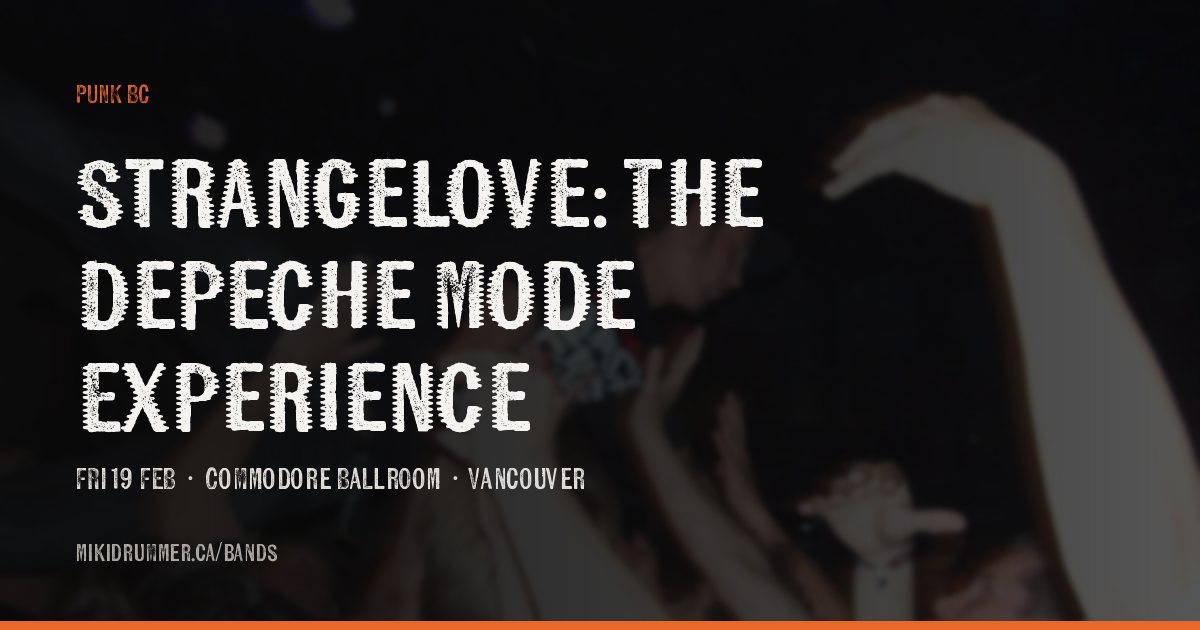 PUNK BC
STRANGELOVE: THE
DEPECHE MODE
EXPERIENCE
FRI 19 FEB · COMMODORE BALLROOM · VANCOUVER
MIKIDRUMMER.CA/BANDS